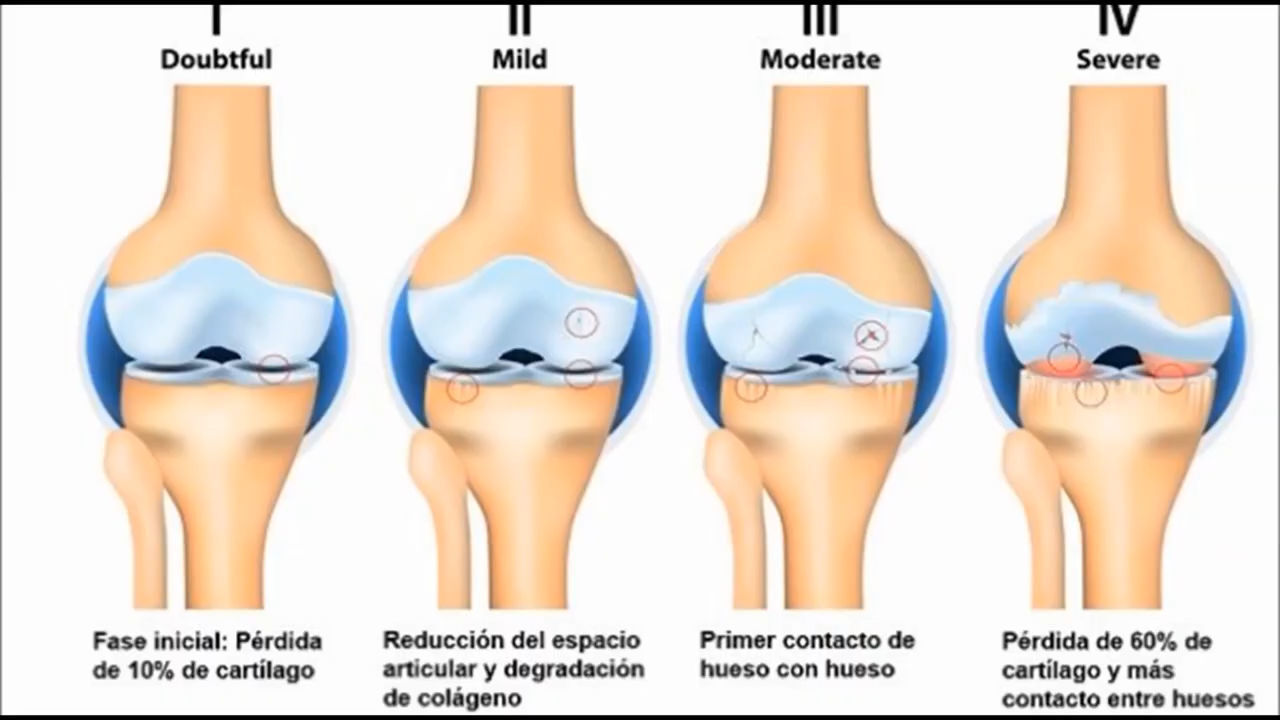 I II III IV
Doubtful Mild Moderate Severe
Fase inicial: Pérdida
de 10% de cartílago
Reducción del espacio
articular y degradación
de colágeno
Primer contacto de
hueso con hueso
Pérdida de 60% de
cartílago y más
contacto entre huesos